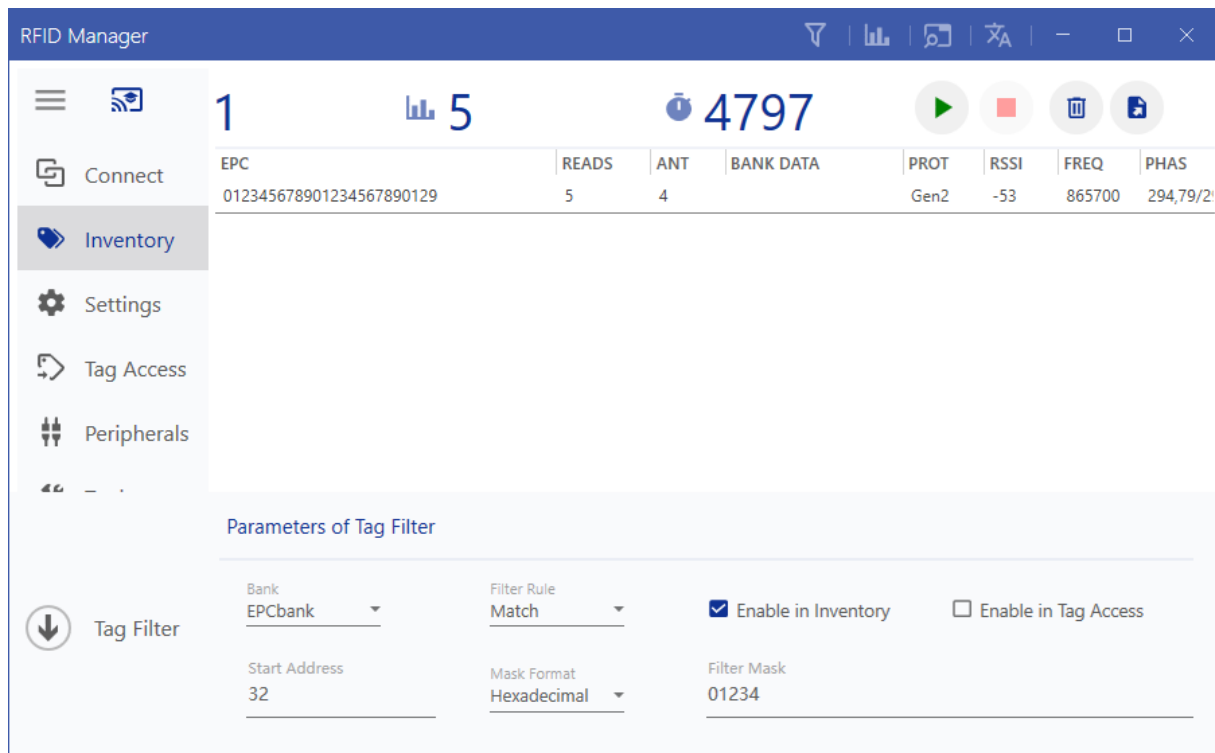 RFID Manager
1 5 4797
Connect
Inventory
Settings
Tag Access
Peripherals
EPC READS ANT BANK DATA PROT RSSI FREQ PHAS
012345678901234567890129 5 4 Gen2 -53 865700 294,79/2
Parameters of Tag Filter
Tag Filter
Bank
EPCbank
Filter Rule
Match
Enable in Inventory
Enable in Tag Access
Start Address
32
Mask Format
Hexadecimal
Filter Mask
01234